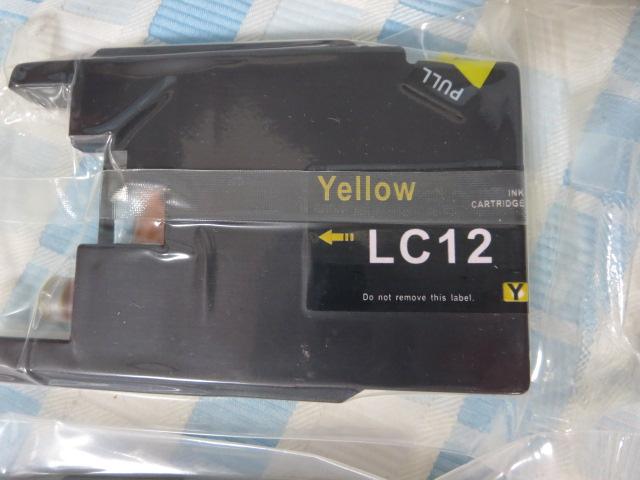 PULL
Yellow
INK
CARTRIDGE
LC12
Do not remove this label.
Y